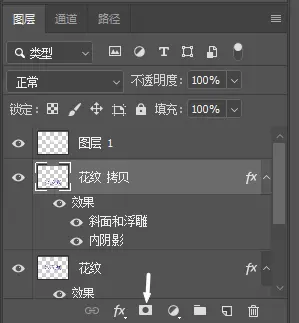 图层 通道 路径
类型
正常 不透明度: 100%
锁定: 填充: 100%
图层 1
花纹 拷贝 fx
效果
斜面和浮雕
内阴影
花纹 fx
效果
fx